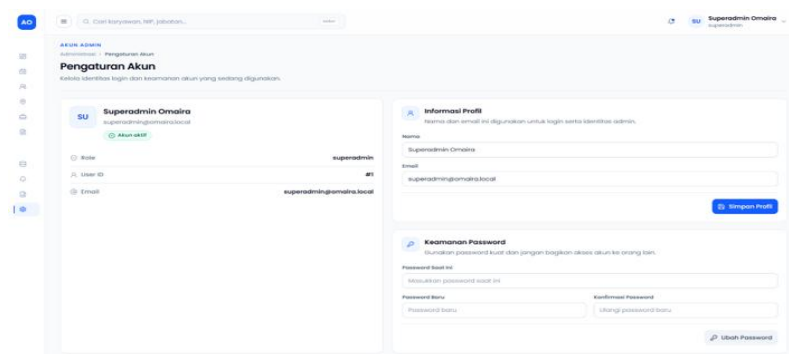 AO
Cari karyawan, NIP, jabatan...
SU
Superadmin Omaira
superadmin
AKUN ADMIN
Administrasi > Pengaturan Akun
Pengaturan Akun
Kelola identitas login dan keamanan akun yang sedang digunakan.
SU
Superadmin Omaira
superadmin@omaira.local
Akun aktif
Role superadmin
User ID #1
Email superadmin@omaira.local
Informasi Profil
Nama dan email ini digunakan untuk login serta identitas admin.
Nama
Superadmin Omaira
Email
superadmin@omaira.local
Simpan Profil
Keamanan Password
Gunakan password kuat dan jangan bagikan akses akun ke orang lain.
Password Saat Ini
Masukkan password saat ini
Password Baru Konfirmasi Password
Password baru Ulangi password baru
Ubah Password